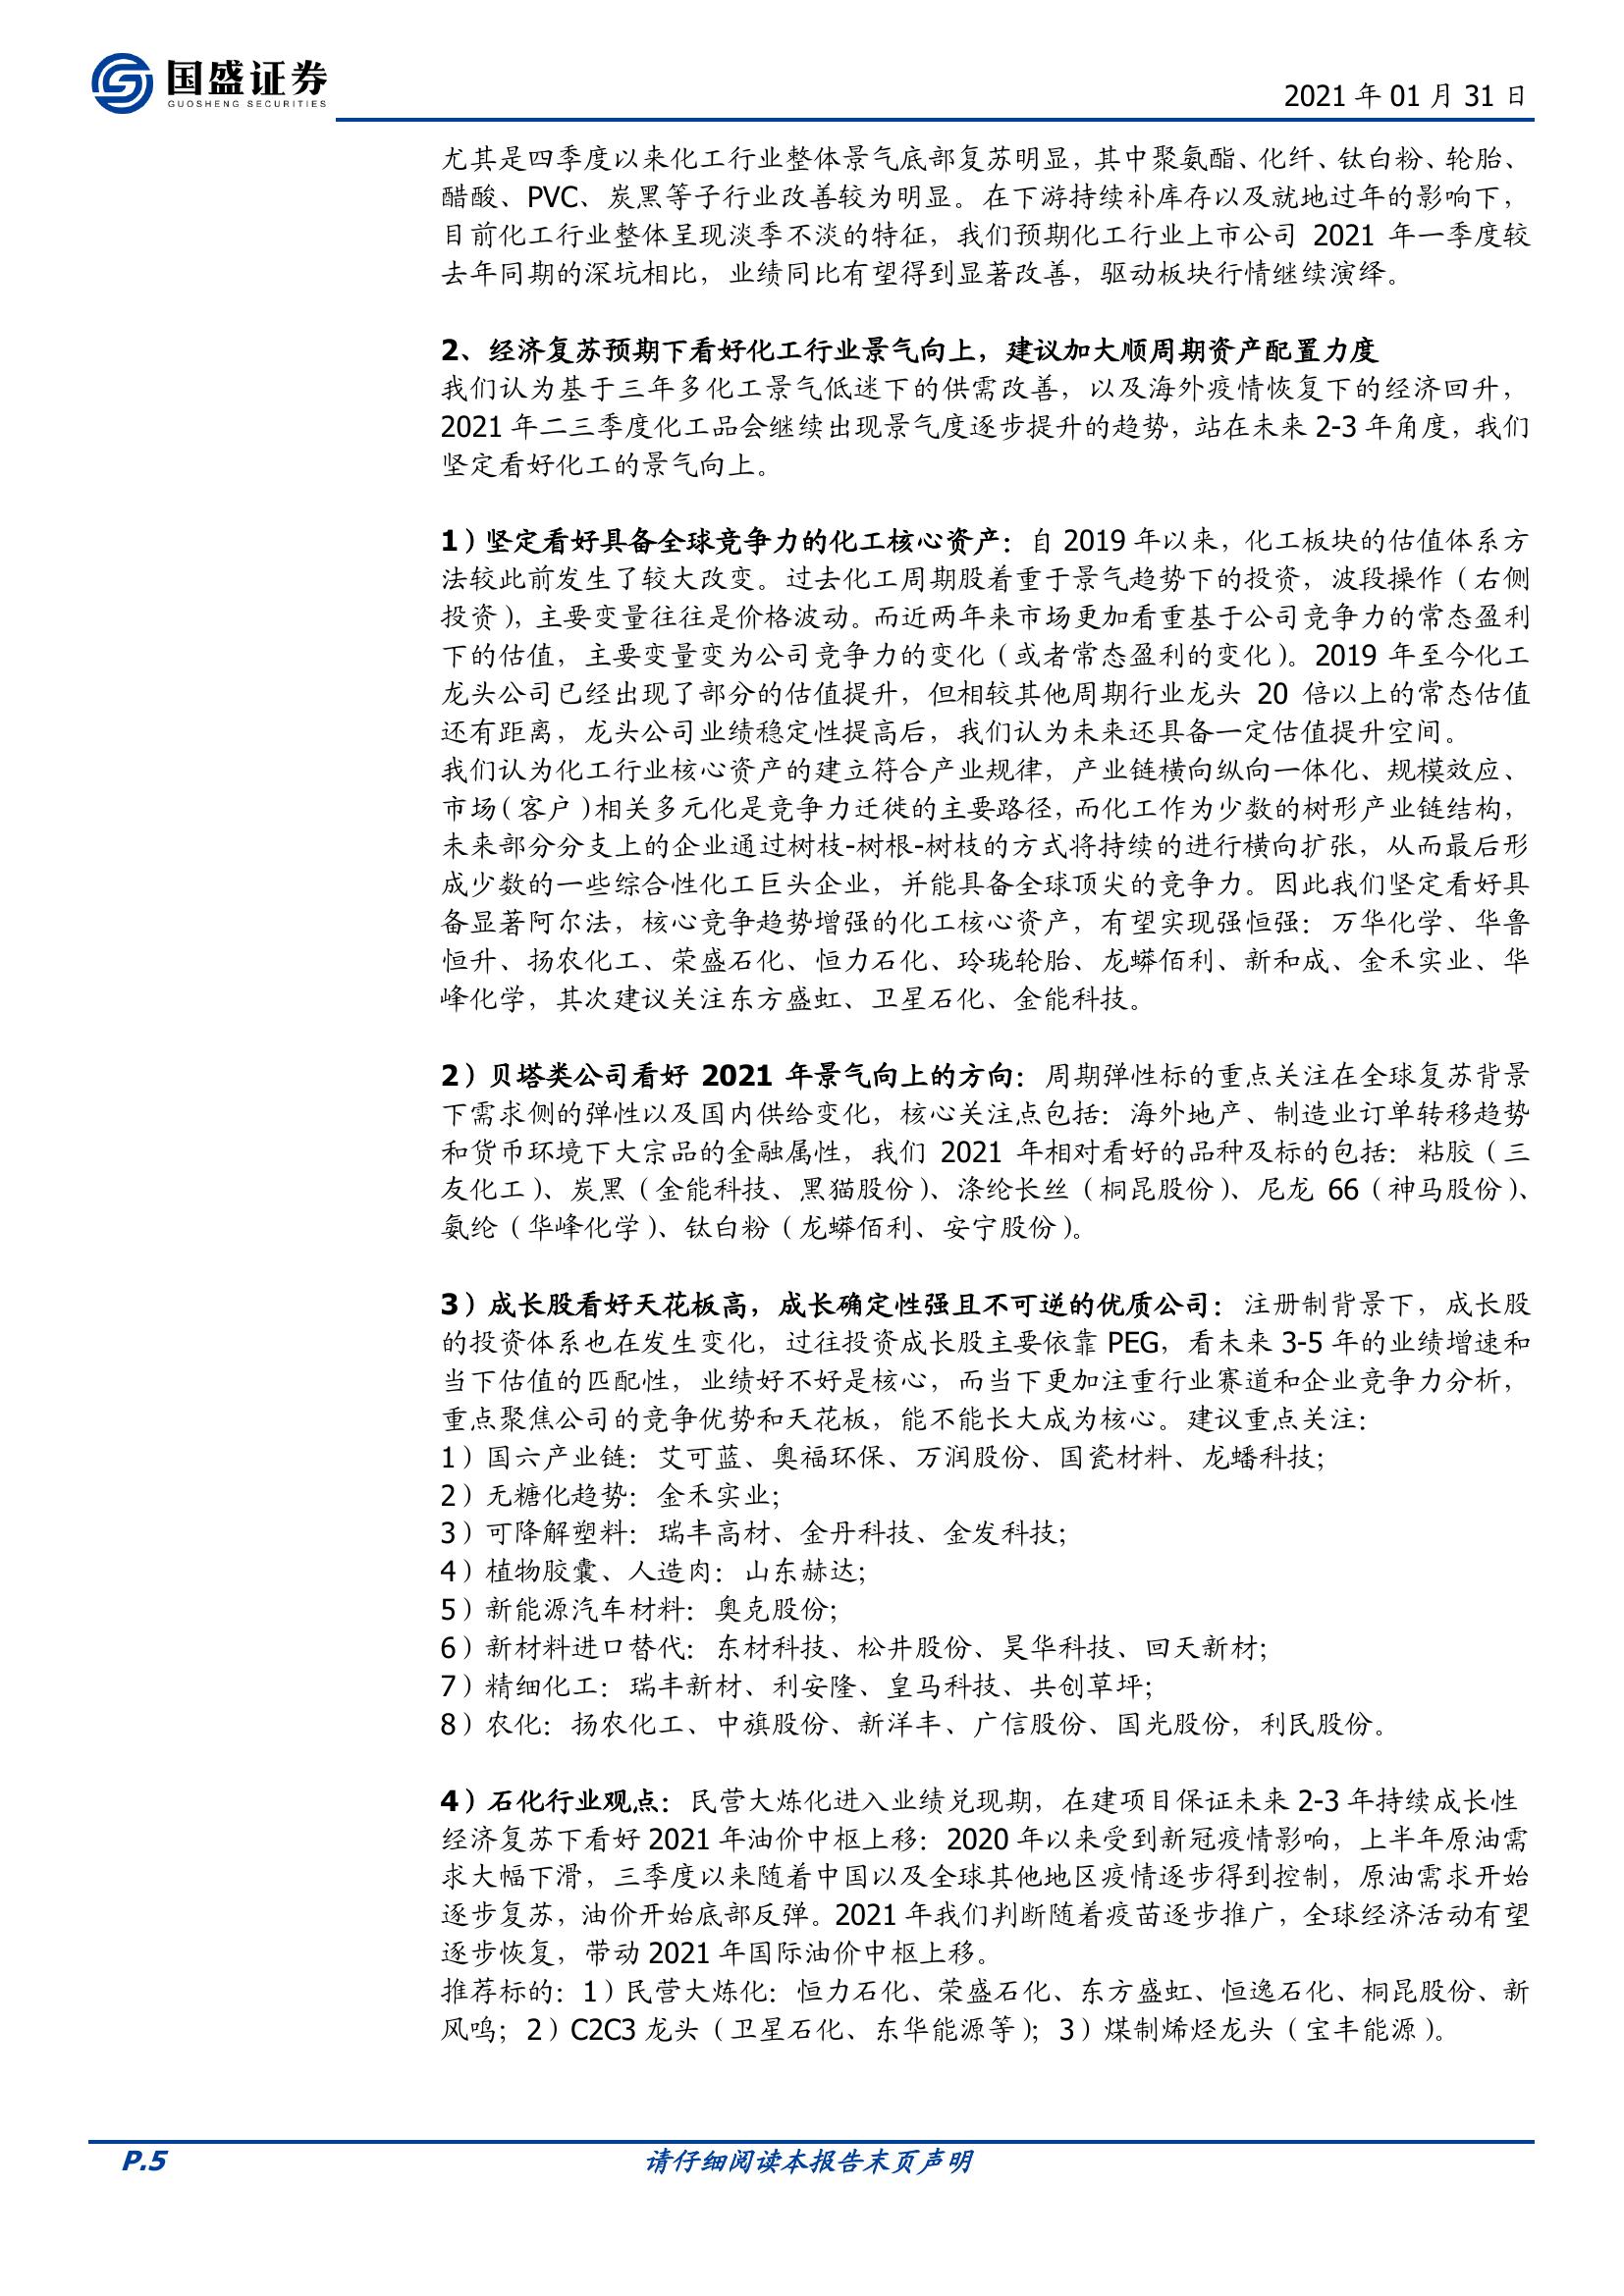 国盛证券
GUOSHENG SECURITIES
2021 年 01 月 31 日
尤其是四季度以来化工行业整体景气底部复苏明显，其中聚氨酯、化纤、钛白粉、轮胎、
醋酸、PVC、炭黑等子行业改善较为明显。在下游持续补库存以及就地过年的影响下，
目前化工行业整体呈现淡季不淡的特征，我们预期化工行业上市公司 2021 年一季度较
去年同期的深坑相比，业绩同比有望得到显著改善，驱动板块行情继续演绎。
2、经济复苏预期下看好化工行业景气向上，建议加大顺周期资产配置力度
我们认为基于三年多化工景气低迷下的供需改善，以及海外疫情恢复下的经济回升，
2021 年二三季度化工品会继续出现景气度逐步提升的趋势，站在未来 2-3 年角度，我们
坚定看好化工的景气向上。
1）坚定看好具备全球竞争力的化工核心资产：自 2019 年以来，化工板块的估值体系方
法较此前发生了较大改变。过去化工周期股着重于景气趋势下的投资，波段操作（右侧
投资），主要变量往往是价格波动。而近两年来市场更加看重基于公司竞争力的常态盈利
下的估值，主要变量变为公司竞争力的变化（或者常态盈利的变化）。2019 年至今化工
龙头公司已经出现了部分的估值提升，但相较其他周期行业龙头 20 倍以上的常态估值
还有距离，龙头公司业绩稳定性提高后，我们认为未来还具备一定估值提升空间。
我们认为化工行业核心资产的建立符合产业规律，产业链横向纵向一体化、规模效应、
市场（客户）相关多元化是竞争力迁徙的主要路径，而化工作为少数的树形产业链结构，
未来部分分支上的企业通过树枝-树根-树枝的方式将持续的进行横向扩张，从而最后形
成少数的一些综合性化工巨头企业，并能具备全球顶尖的竞争力。因此我们坚定看好具
备显著阿尔法，核心竞争趋势增强的化工核心资产，有望实现强恒强：万华化学、华鲁
恒升、扬农化工、荣盛石化、恒力石化、玲珑轮胎、龙蟒佰利、新和成、金禾实业、华
峰化学，其次建议关注东方盛虹、卫星石化、金能科技。
2）贝塔类公司看好 2021 年景气向上的方向：周期弹性标的重点关注在全球复苏背景
下需求侧的弹性以及国内供给变化，核心关注点包括：海外地产、制造业订单转移趋势
和货币环境下大宗品的金融属性，我们 2021 年相对看好的品种及标的包括：粘胶（三
友化工）、炭黑（金能科技、黑猫股份）、涤纶长丝（桐昆股份）、尼龙 66（神马股份）、
氨纶（华峰化学）、钛白粉（龙蟒佰利、安宁股份）。
3）成长股看好天花板高，成长确定性强且不可逆的优质公司：注册制背景下，成长股
的投资体系也在发生变化，过往投资成长股主要依靠 PEG，看未来 3-5 年的业绩增速和
当下估值的匹配性，业绩好不好是核心，而当下更加注重行业赛道和企业竞争力分析，
重点聚焦公司的竞争优势和天花板，能不能长大成为核心。建议重点关注：
1）国六产业链：艾可蓝、奥福环保、万润股份、国瓷材料、龙蟠科技；
2）无糖化趋势：金禾实业；
3）可降解塑料：瑞丰高材、金丹科技、金发科技；
4）植物胶囊、人造肉：山东赫达；
5）新能源汽车材料：奥克股份；
6）新材料进口替代：东材科技、松井股份、昊华科技、回天新材；
7）精细化工：瑞丰新材、利安隆、皇马科技、共创草坪；
8）农化：扬农化工、中旗股份、新洋丰、广信股份、国光股份，利民股份。
4）石化行业观点：民营大炼化进入业绩兑现期，在建项目保证未来 2-3 年持续成长性
经济复苏下看好 2021 年油价中枢上移：2020 年以来受到新冠疫情影响，上半年原油需
求大幅下滑，三季度以来随着中国以及全球其他地区疫情逐步得到控制，原油需求开始
逐步复苏，油价开始底部反弹。2021 年我们判断随着疫苗逐步推广，全球经济活动有望
逐步恢复，带动 2021 年国际油价中枢上移。
推荐标的：1）民营大炼化：恒力石化、荣盛石化、东方盛虹、恒逸石化、桐昆股份、新
风鸣；2）C2C3 龙头（卫星石化、东华能源等）；3）煤制烯烃龙头（宝丰能源）。
P.5
请仔细阅读本报告末页声明